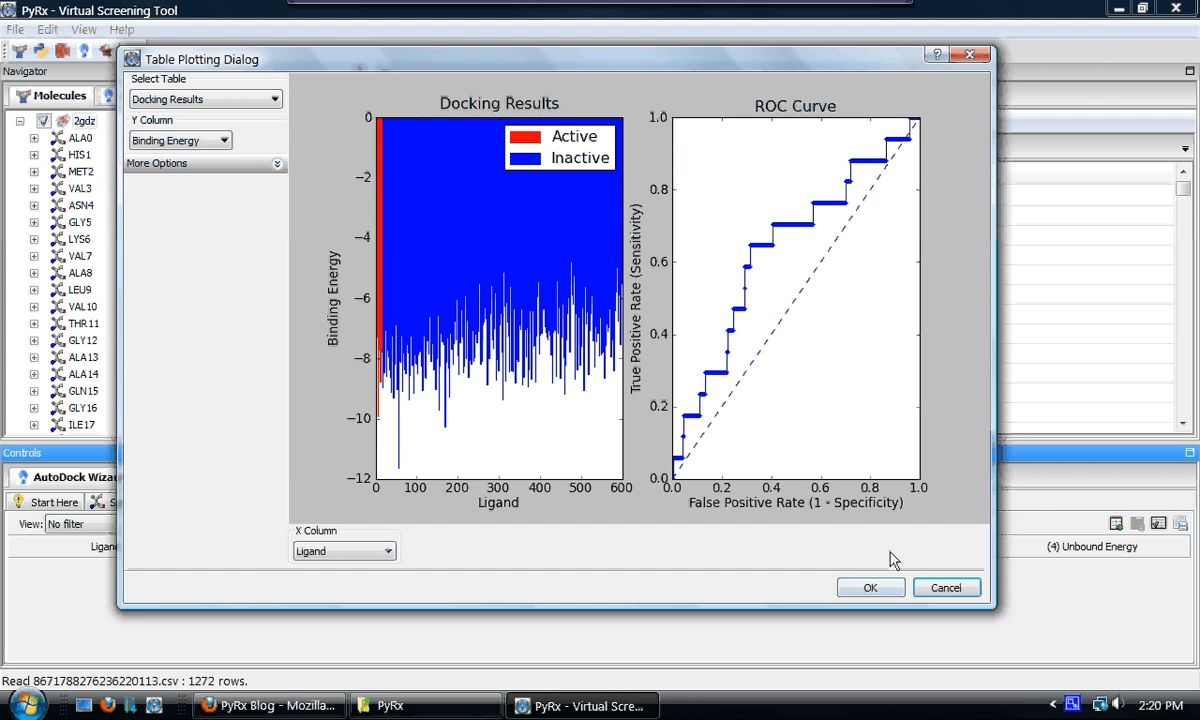 PyRx - Virtual Screening Tool
File Edit View Help
Navigator
Molecules
2gdz
ALA0
HIS1
MET2
VAL3
ASN4
GLY5
LYS6
VAL7
ALA8
LEU9
VAL10
THR11
GLY12
ALA13
ALA14
GLN15
GLY16
ILE17
Table Plotting Dialog
Select Table
Docking Results
Y Column
Binding Energy
More Options
Docking Results
Active
Inactive
0
−2
−4
−6
−8
−10
−12
Binding Energy
0 100 200 300 400 500 600
Ligand
ROC Curve
1.0
0.8
0.6
0.4
0.2
0.0
True Positive Rate (Sensitivity)
0.0 0.2 0.4 0.6 0.8 1.0
False Positive Rate (1 - Specificity)
X Column
Ligand
OK Cancel
Controls
AutoDock Wiza
Start Here S
View: No filter
Ligan
(4) Unbound Energy
Read 8671788276236220113.csv : 1272 rows.
PyRx Blog - Mozilla... PyRx PyRx - Virtual Scre... 2:20 PM